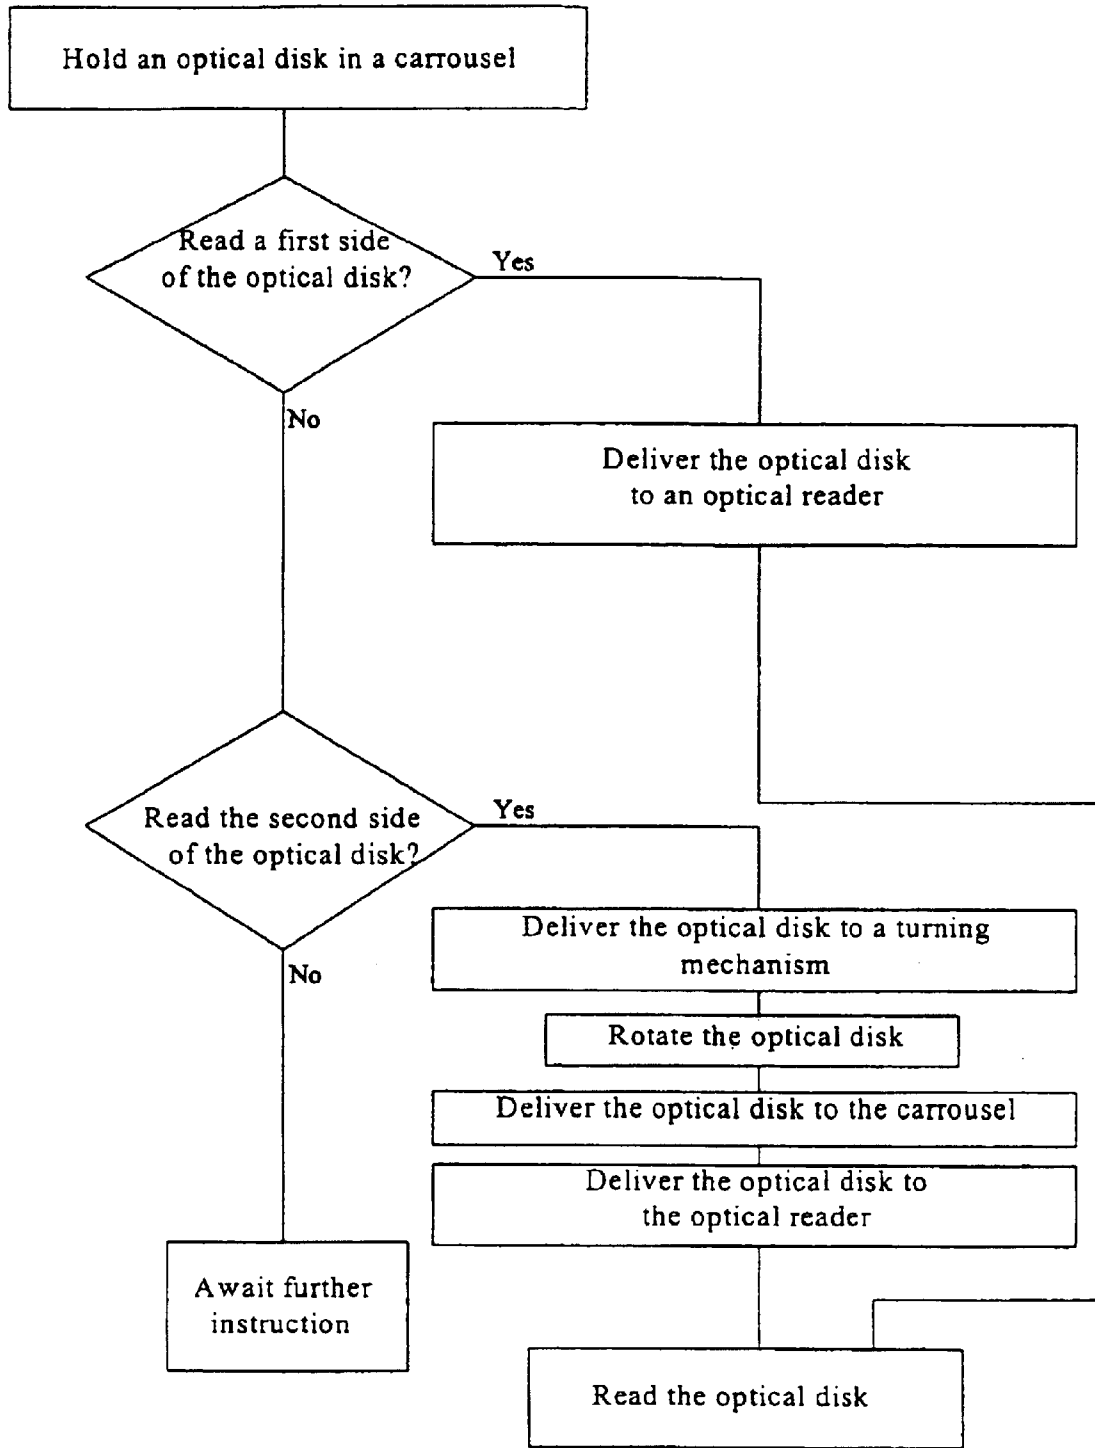 Hold an optical disk in a carrousel
Read a first side
of the optical disk?
Yes
No
Deliver the optical disk
to an optical reader
Read the second side
of the optical disk?
Yes
No
Deliver the optical disk to a turning
mechanism
Rotate the optical disk
Deliver the optical disk to the carrousel
Deliver the optical disk to
the optical reader
Await further
instruction
Read the optical disk